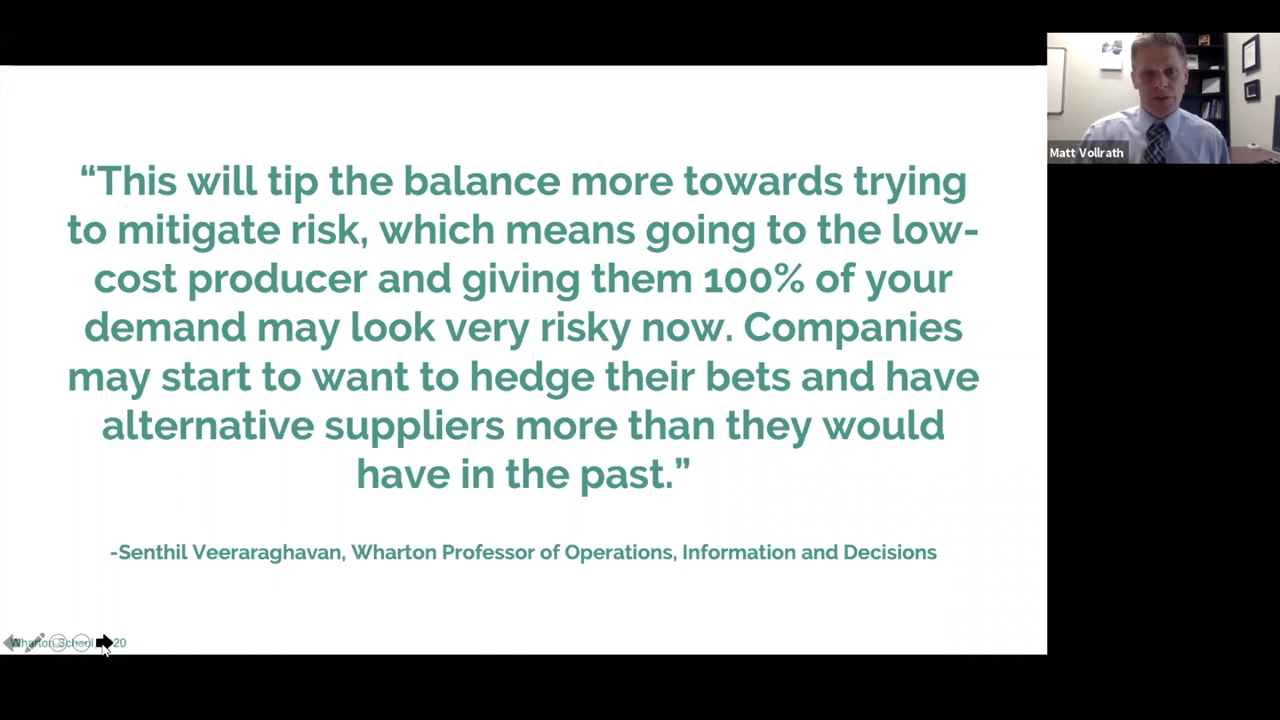 “This will tip the balance more towards trying
to mitigate risk, which means going to the low-
cost producer and giving them 100% of your
demand may look very risky now. Companies
may start to want to hedge their bets and have
alternative suppliers more than they would
have in the past.”
-Senthil Veeraraghavan, Wharton Professor of Operations, Information and Decisions
Wharton School 20
Matt Vollrath